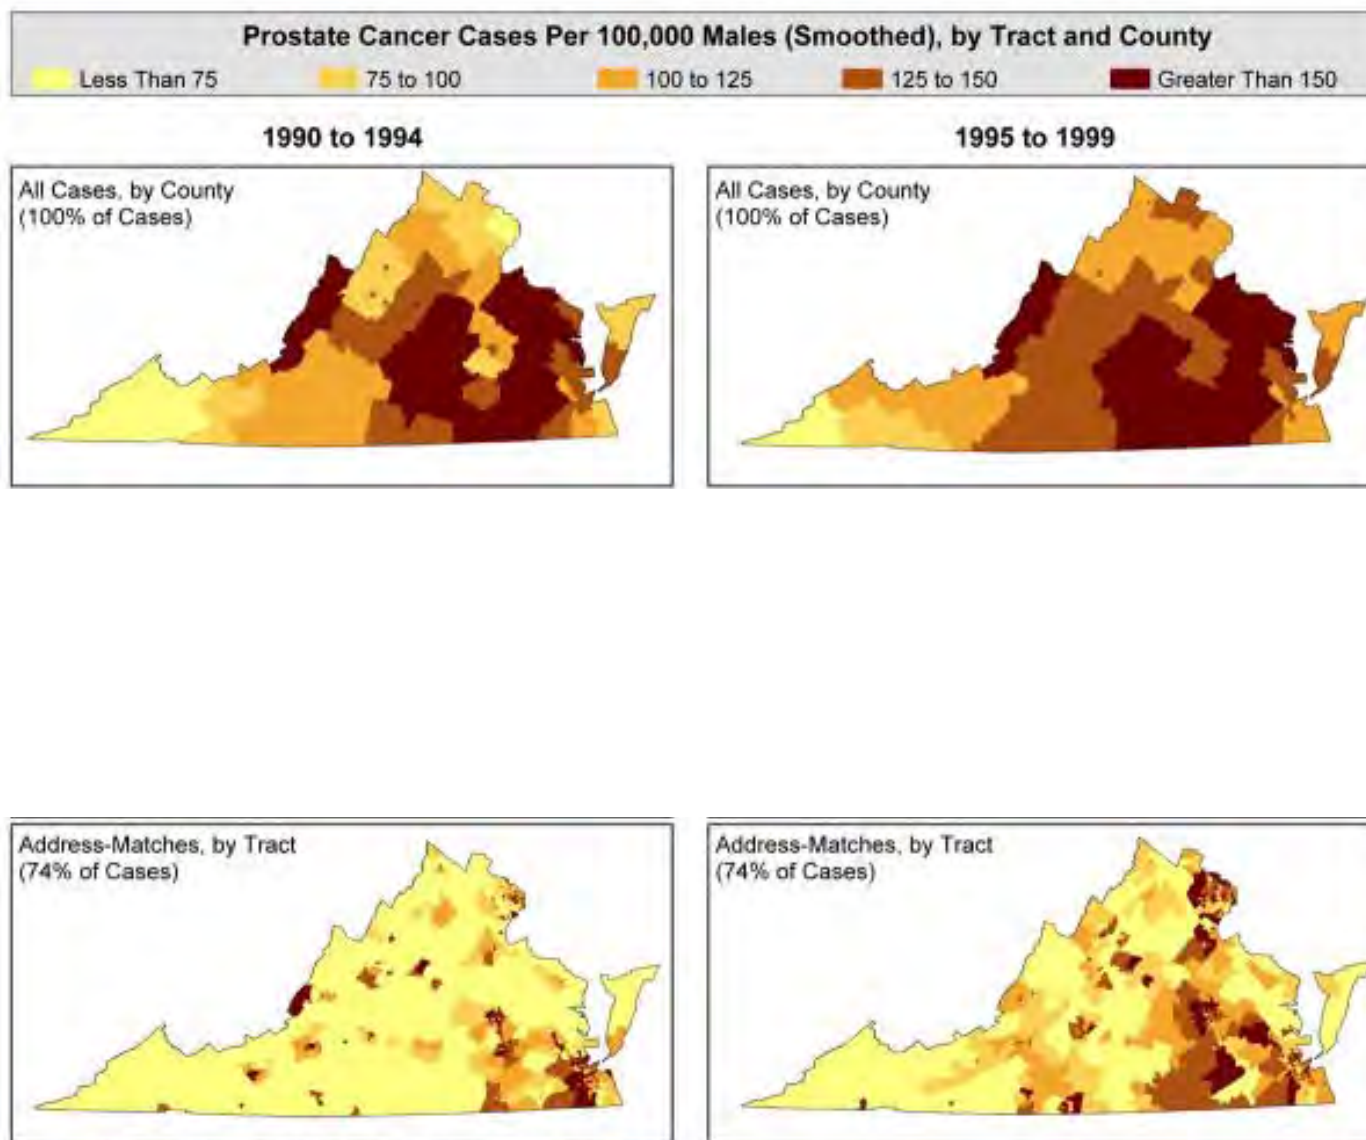 Prostate Cancer Cases Per 100,000 Males (Smoothed), by Tract and County
Less Than 75 75 to 100 100 to 125 125 to 150 Greater Than 150
1990 to 1994 1995 to 1999
All Cases, by County
(100% of Cases)
All Cases, by County
(100% of Cases)
Address-Matches, by Tract
(74% of Cases)
Address-Matches, by Tract
(74% of Cases)